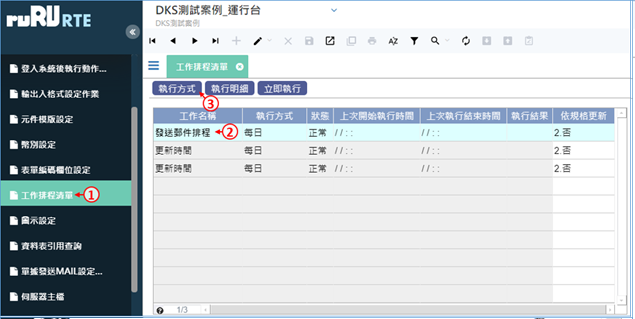 ruRU RTE
DKS測試案例_運行台
DKS測試案例
登入系統後執行動作...
輸出入格式設定作業
元件模版設定
幣別設定
表單編碼欄位設定
工作排程清單
①
圖示設定
資料表引用查詢
單據發送MAIL設定...
伺服器主檔
工作排程清單
執行方式 執行明細 立即執行
③
工作名稱 執行方式 狀態 上次開始執行時間 上次執行結束時間 執行結果 依規格更新
發送郵件排程 ② 每日 正常 / / : : / / : : 2.否
更新時間 每日 正常 / / : : / / : : 2.否
更新時間 每日 正常 / / : : / / : : 2.否
1/3